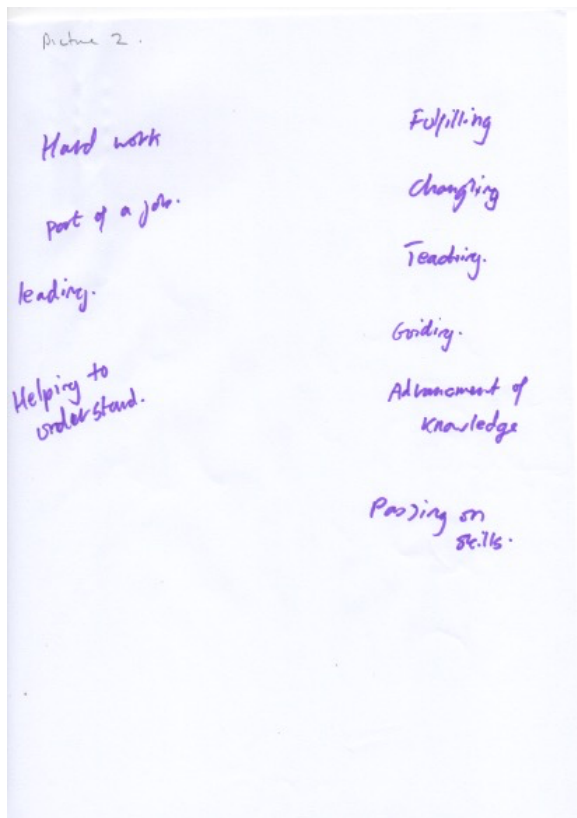 Picture 2.
Hard work
part of a job.
leading.
Helping to
understand.
Fulfilling
Changing
Teaching.
Guiding.
Advancement of
knowledge
Passing on
skills.